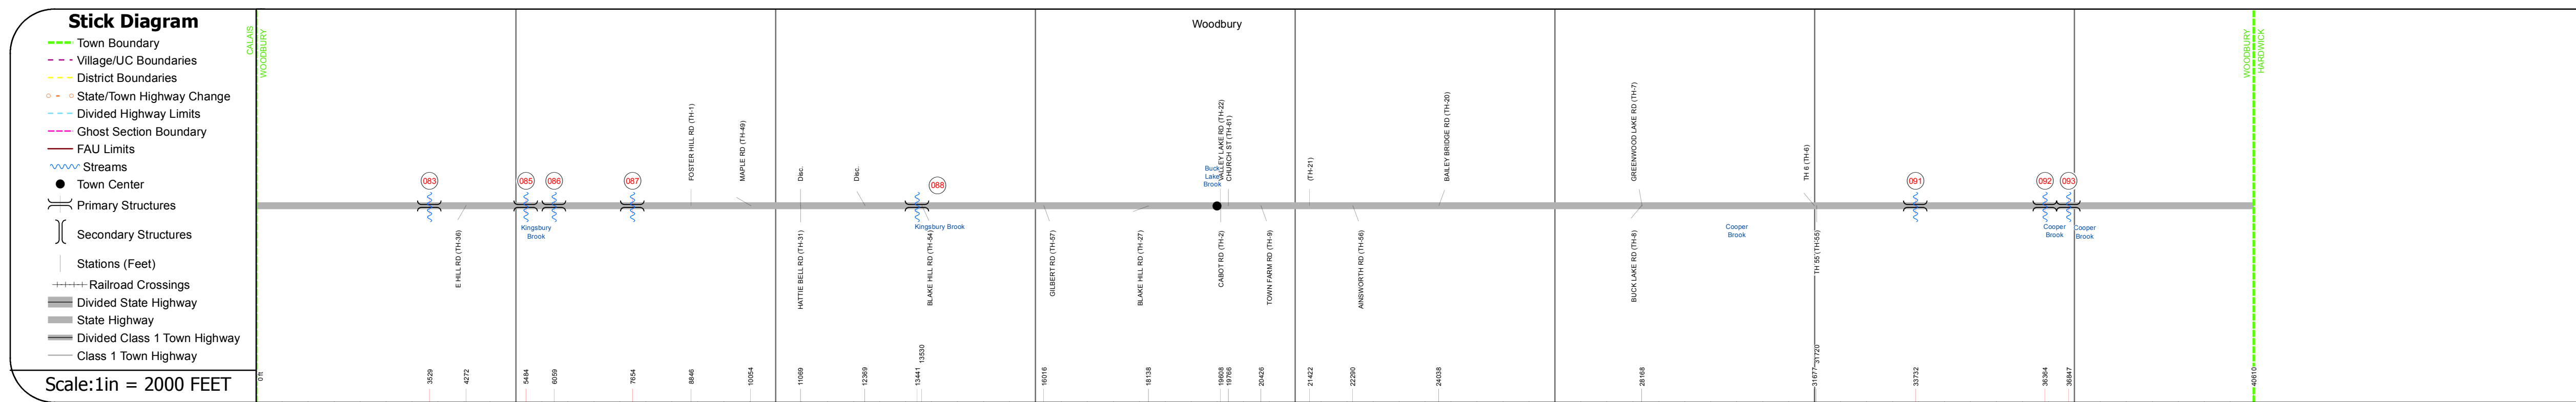 Stick Diagram
Town Boundary
Village/UC Boundaries
District Boundaries
State/Town Highway Change
Divided Highway Limits
Ghost Section Boundary
FAU Limits
Streams
Town Center
Primary Structures
Secondary Structures
Stations (Feet)
Railroad Crossings
Divided State Highway
State Highway
Divided Class 1 Town Highway
Class 1 Town Highway
Scale:1in = 2000 FEET
CALAIS
WOODBURY
Woodbury
WOODBURY
HARDWICK
FOSTER HILL RD (TH-1)
MAPLE RD (TH-49)
Disc.
Disc.
VALLEY LAKE RD (TH-22)
CHURCH ST (TH-61)
(TH-21)
BAILEY BRIDGE RD (TH-20)
GREENWOOD LAKE RD (TH-7)
TH 6 (TH-6)
083
085
086
087
088
091
092
093
Buck
Lake
Brook
Kingsbury
Brook
Kingsbury Brook
Cooper
Brook
Cooper
Brook
Cooper
Brook
E HILL RD (TH-36)
HATTIE BELL RD (TH-31)
BLAKE HILL RD (TH-54)
GILBERT RD (TH-57)
BLAKE HILL RD (TH-27)
CABOT RD (TH-2)
TOWN FARM RD (TH-9)
AINSWORTH RD (TH-56)
BUCK LAKE RD (TH-8)
TH 55 (TH-55)
0 ft
3529
4272
5484
6059
7654
8846
10054
11069
12369
13441
13530
16016
18138
19608
19766
20426
21422
22290
24038
28168
31677
31720
33732
36364
36847
40610